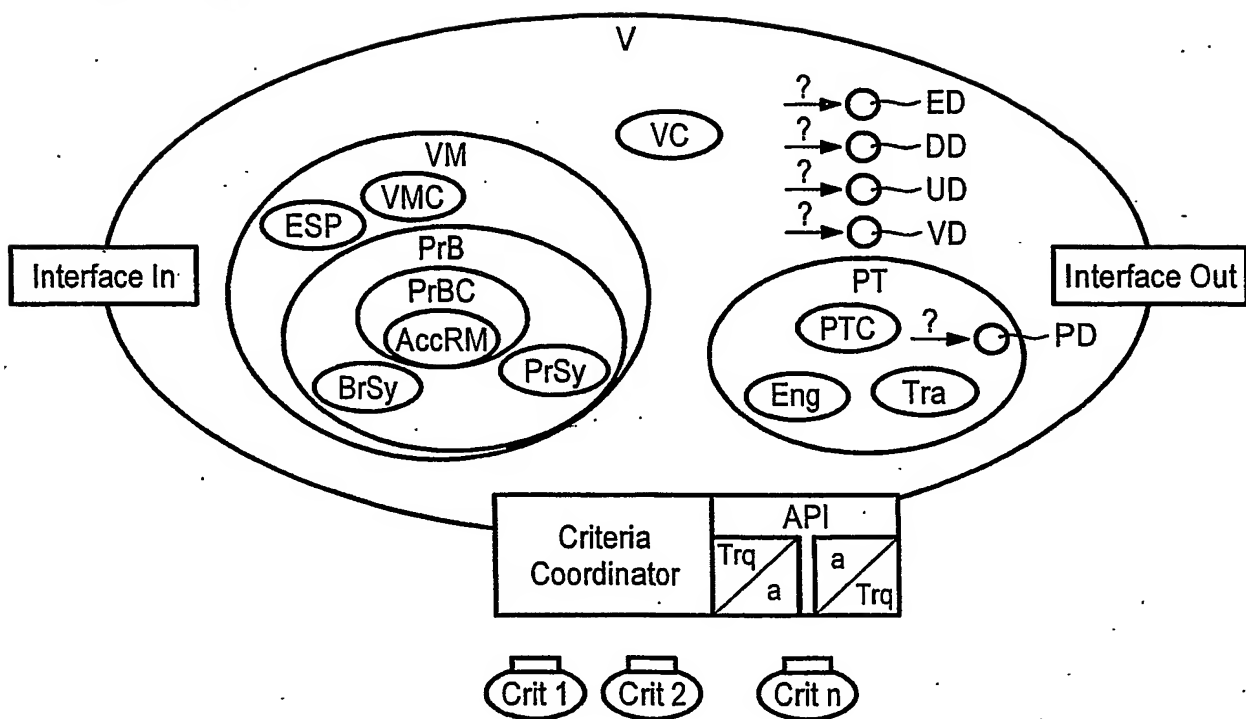 V
? ED
VC
? DD
VM
? UD
VMC
ESP
? VD
PrB
Interface In
PT
Interface Out
PrBC
PTC
? PD
AccRM
PrSy
BrSy
Eng
Tra
Criteria
Coordinator
API
Trq
a
a
Trq
Crit 1
Crit 2
Crit n